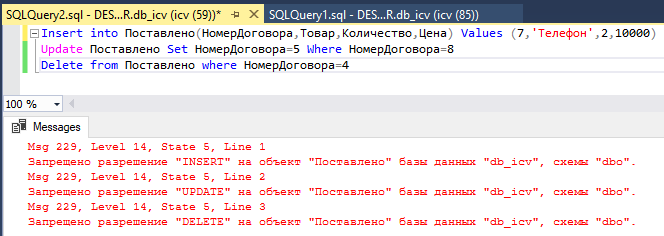 SQLQuery2.sql - DES...R.db_icv (icv (59))* SQLQuery1.sql - DES...R.db_icv (icv (85))
Insert into Поставлено(НомерДоговора,Товар,Количество,Цена) Values (7,'Телефон',2,10000)
Update Поставлено Set НомерДоговора=5 Where НомерДоговора=8
Delete from Поставлено where НомерДоговора=4
100 %
Messages
Msg 229, Level 14, State 5, Line 1
Запрещено разрешение "INSERT" на объект "Поставлено" базы данных "db_icv", схемы "dbo".
Msg 229, Level 14, State 5, Line 2
Запрещено разрешение "UPDATE" на объект "Поставлено" базы данных "db_icv", схемы "dbo".
Msg 229, Level 14, State 5, Line 3
Запрещено разрешение "DELETE" на объект "Поставлено" базы данных "db_icv", схемы "dbo".